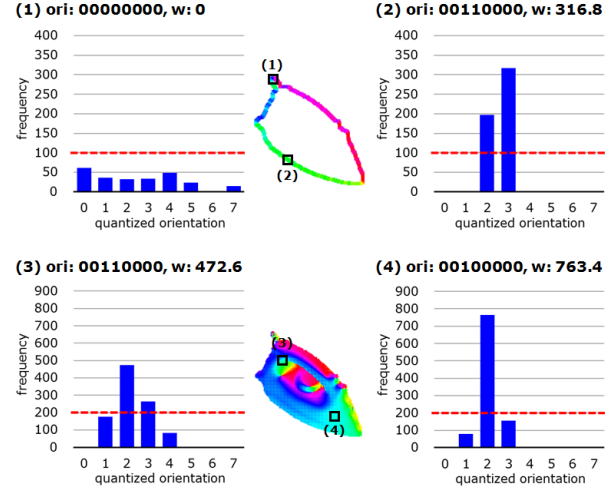 (1) ori: 00000000, w: 0
400
350
300
250
200
150
100
50
0
frequency
0 1 2 3 4 5 6 7
quantized orientation
(1)
(2)
(2) ori: 00110000, w: 316.8
400
350
300
250
200
150
100
50
0
frequency
0 1 2 3 4 5 6 7
quantized orientation
(3) ori: 00110000, w: 472.6
900
800
700
600
500
400
300
200
100
0
frequency
0 1 2 3 4 5 6 7
quantized orientation
(3)
(4)
(4) ori: 00100000, w: 763.4
900
800
700
600
500
400
300
200
100
0
frequency
0 1 2 3 4 5 6 7
quantized orientation